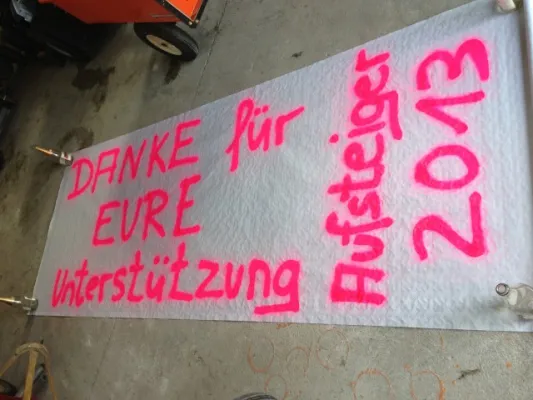 DANKE für
EURE
Unterstützung
Aufsteiger
2013